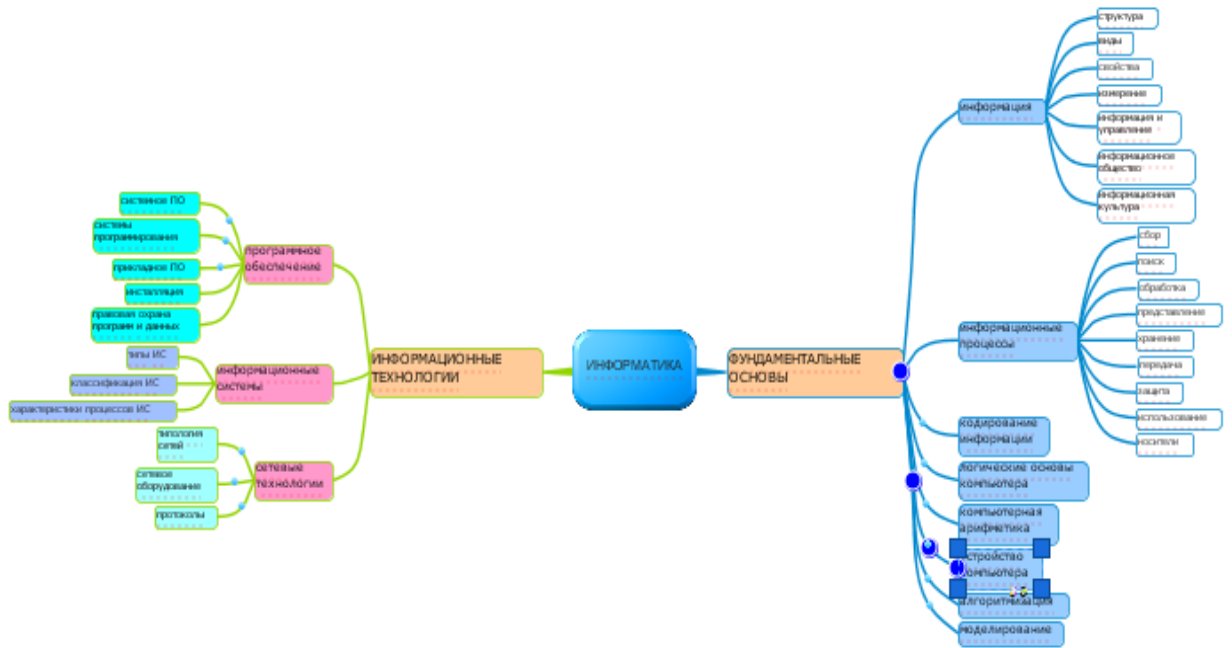 структура
виды
свойства
измерение
информация
информация и
управление
информационное
общество
информационная
культура
системное ПО
системы
программирования
программное
обеспечение
прикладное ПО
инсталляция
правовая охрана
программ и данных
типы ИС
информационные
системы
классификация ИС
характеристики процессов ИС
типология
сетей
сетевое
оборудование
сетевые
технологии
протоколы
ИНФОРМАЦИОННЫЕ
ТЕХНОЛОГИИ
ИНФОРМАТИКА
ФУНДАМЕНТАЛЬНЫЕ
ОСНОВЫ
сбор
поиск
обработка
представление
информационные
процессы
хранение
передача
защита
использование
носители
кодирование
информации
логические основы
компьютера
компьютерная
арифметика
стройство
омпьютера
алгоритмизация
моделирование